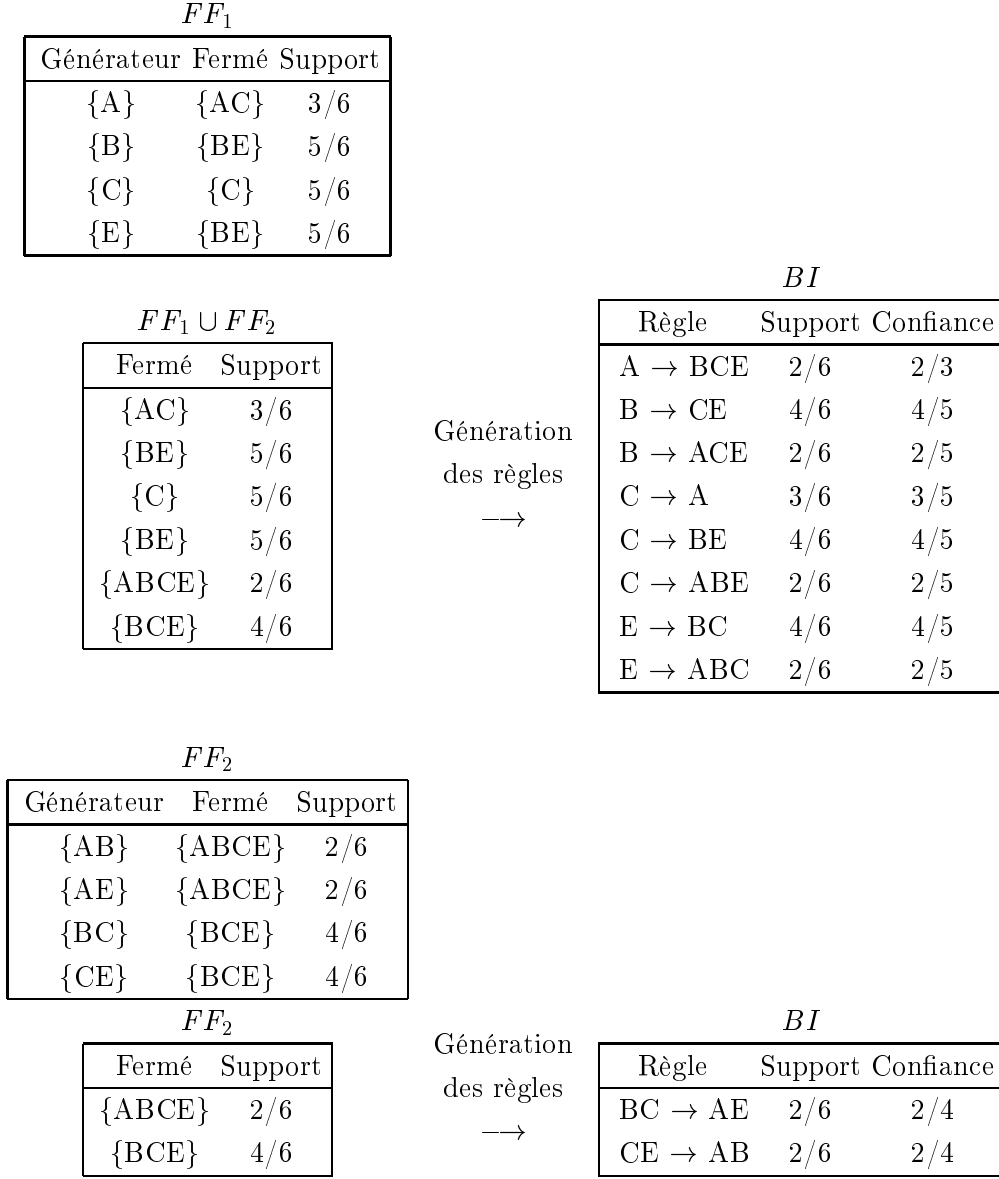 FF₁
Générateur Fermé Support
{A} {AC} 3/6
{B} {BE} 5/6
{C} {C} 5/6
{E} {BE} 5/6
FF₁ ∪ FF₂
Fermé Support
{AC} 3/6
{BE} 5/6
{C} 5/6
{BE} 5/6
{ABCE} 2/6
{BCE} 4/6
Génération
des règles
⟶
BI
Règle Support Confiance
A → BCE 2/6 2/3
B → CE 4/6 4/5
B → ACE 2/6 2/5
C → A 3/6 3/5
C → BE 4/6 4/5
C → ABE 2/6 2/5
E → BC 4/6 4/5
E → ABC 2/6 2/5
FF₂
Générateur Fermé Support
{AB} {ABCE} 2/6
{AE} {ABCE} 2/6
{BC} {BCE} 4/6
{CE} {BCE} 4/6
FF₂
Fermé Support
{ABCE} 2/6
{BCE} 4/6
Génération
des règles
⟶
BI
Règle Support Confiance
BC → AE 2/6 2/4
CE → AB 2/6 2/4